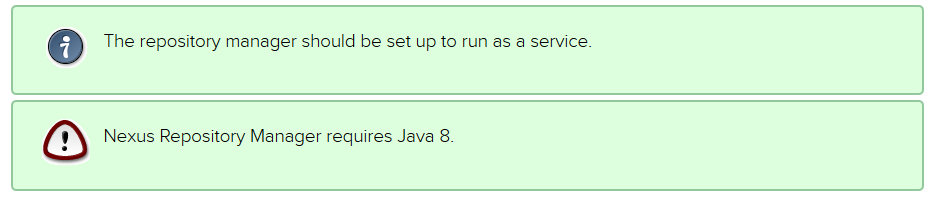 The repository manager should be set up to run as a service.
Nexus Repository Manager requires Java 8.